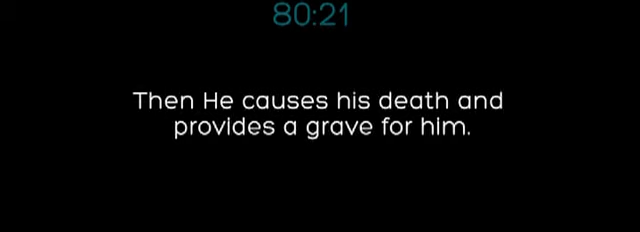 80:21
Then He causes his death and
provides a grave for him.